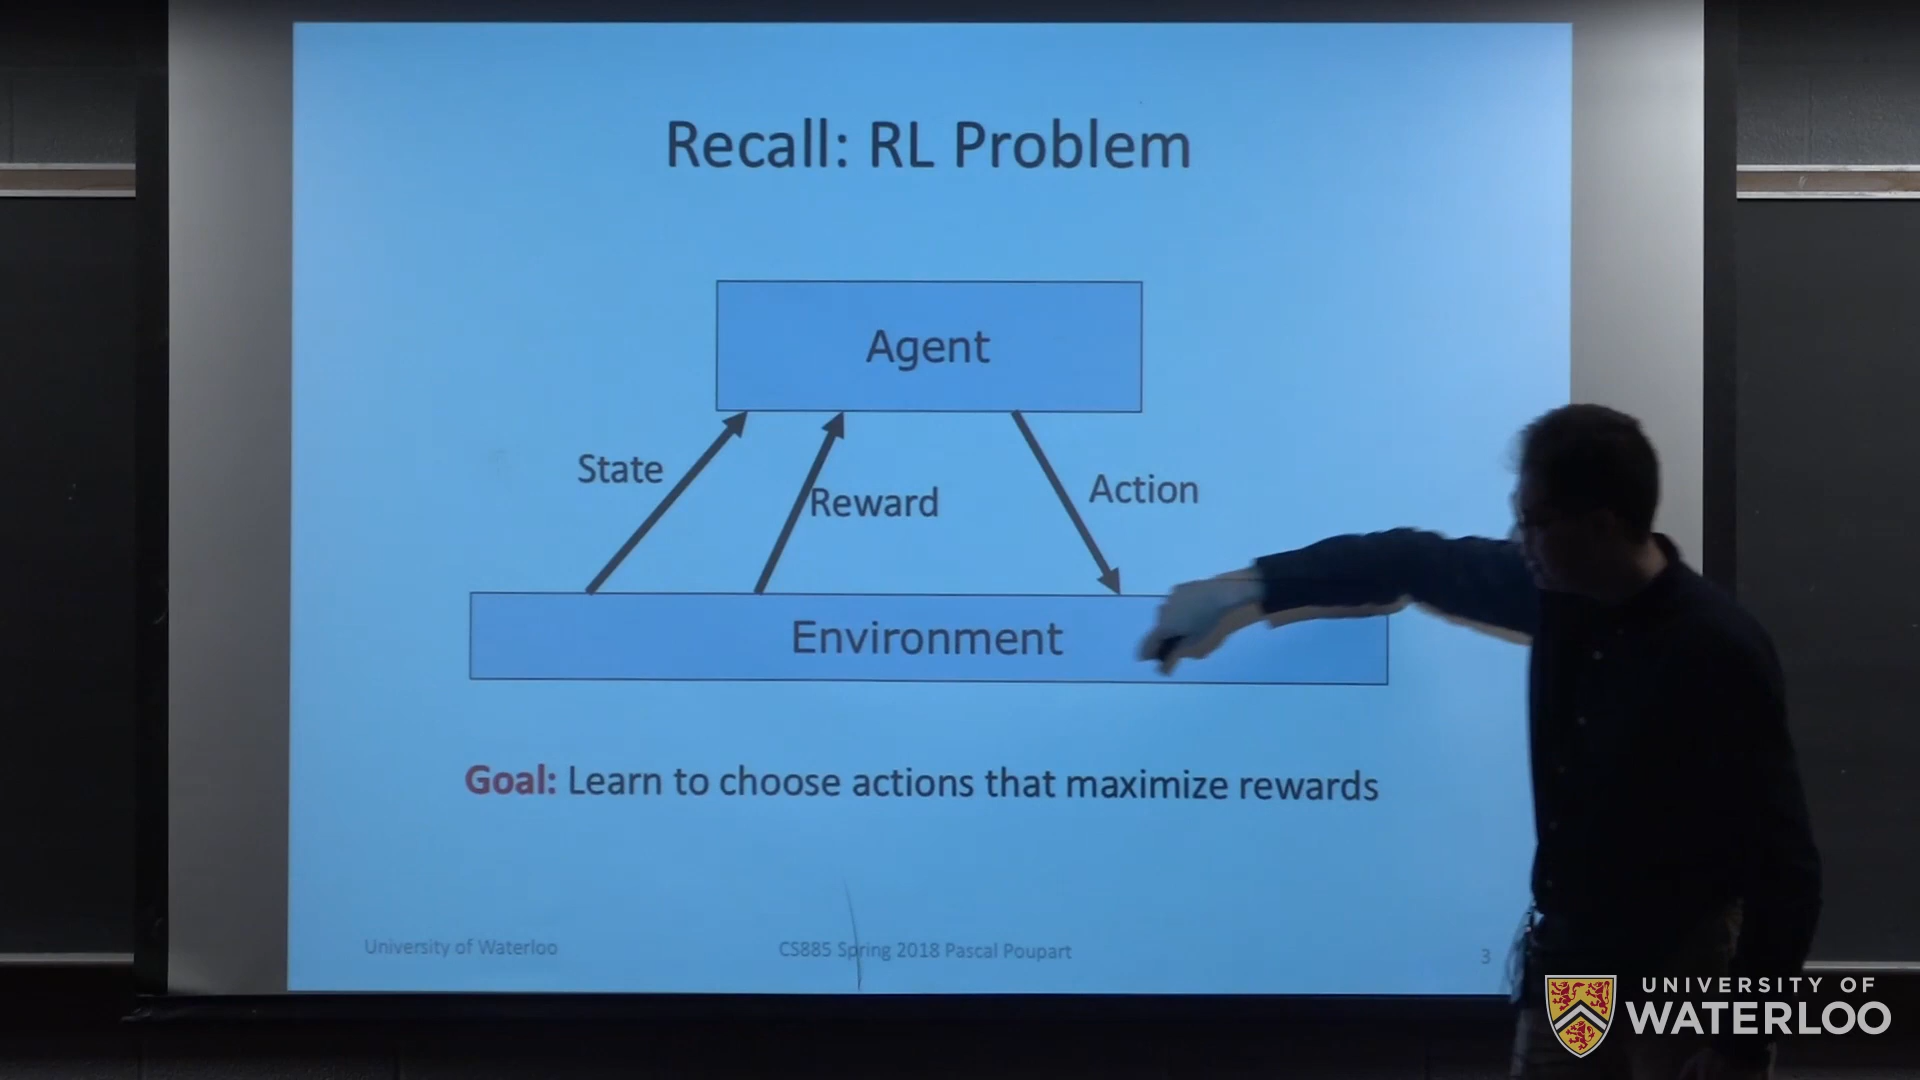 Recall: RL Problem
Agent
State
Reward
Action
Environment
Goal: Learn to choose actions that maximize rewards
University of Waterloo
CS885 Spring 2018 Pascal Poupart
3
UNIVERSITY OF
WATERLOO